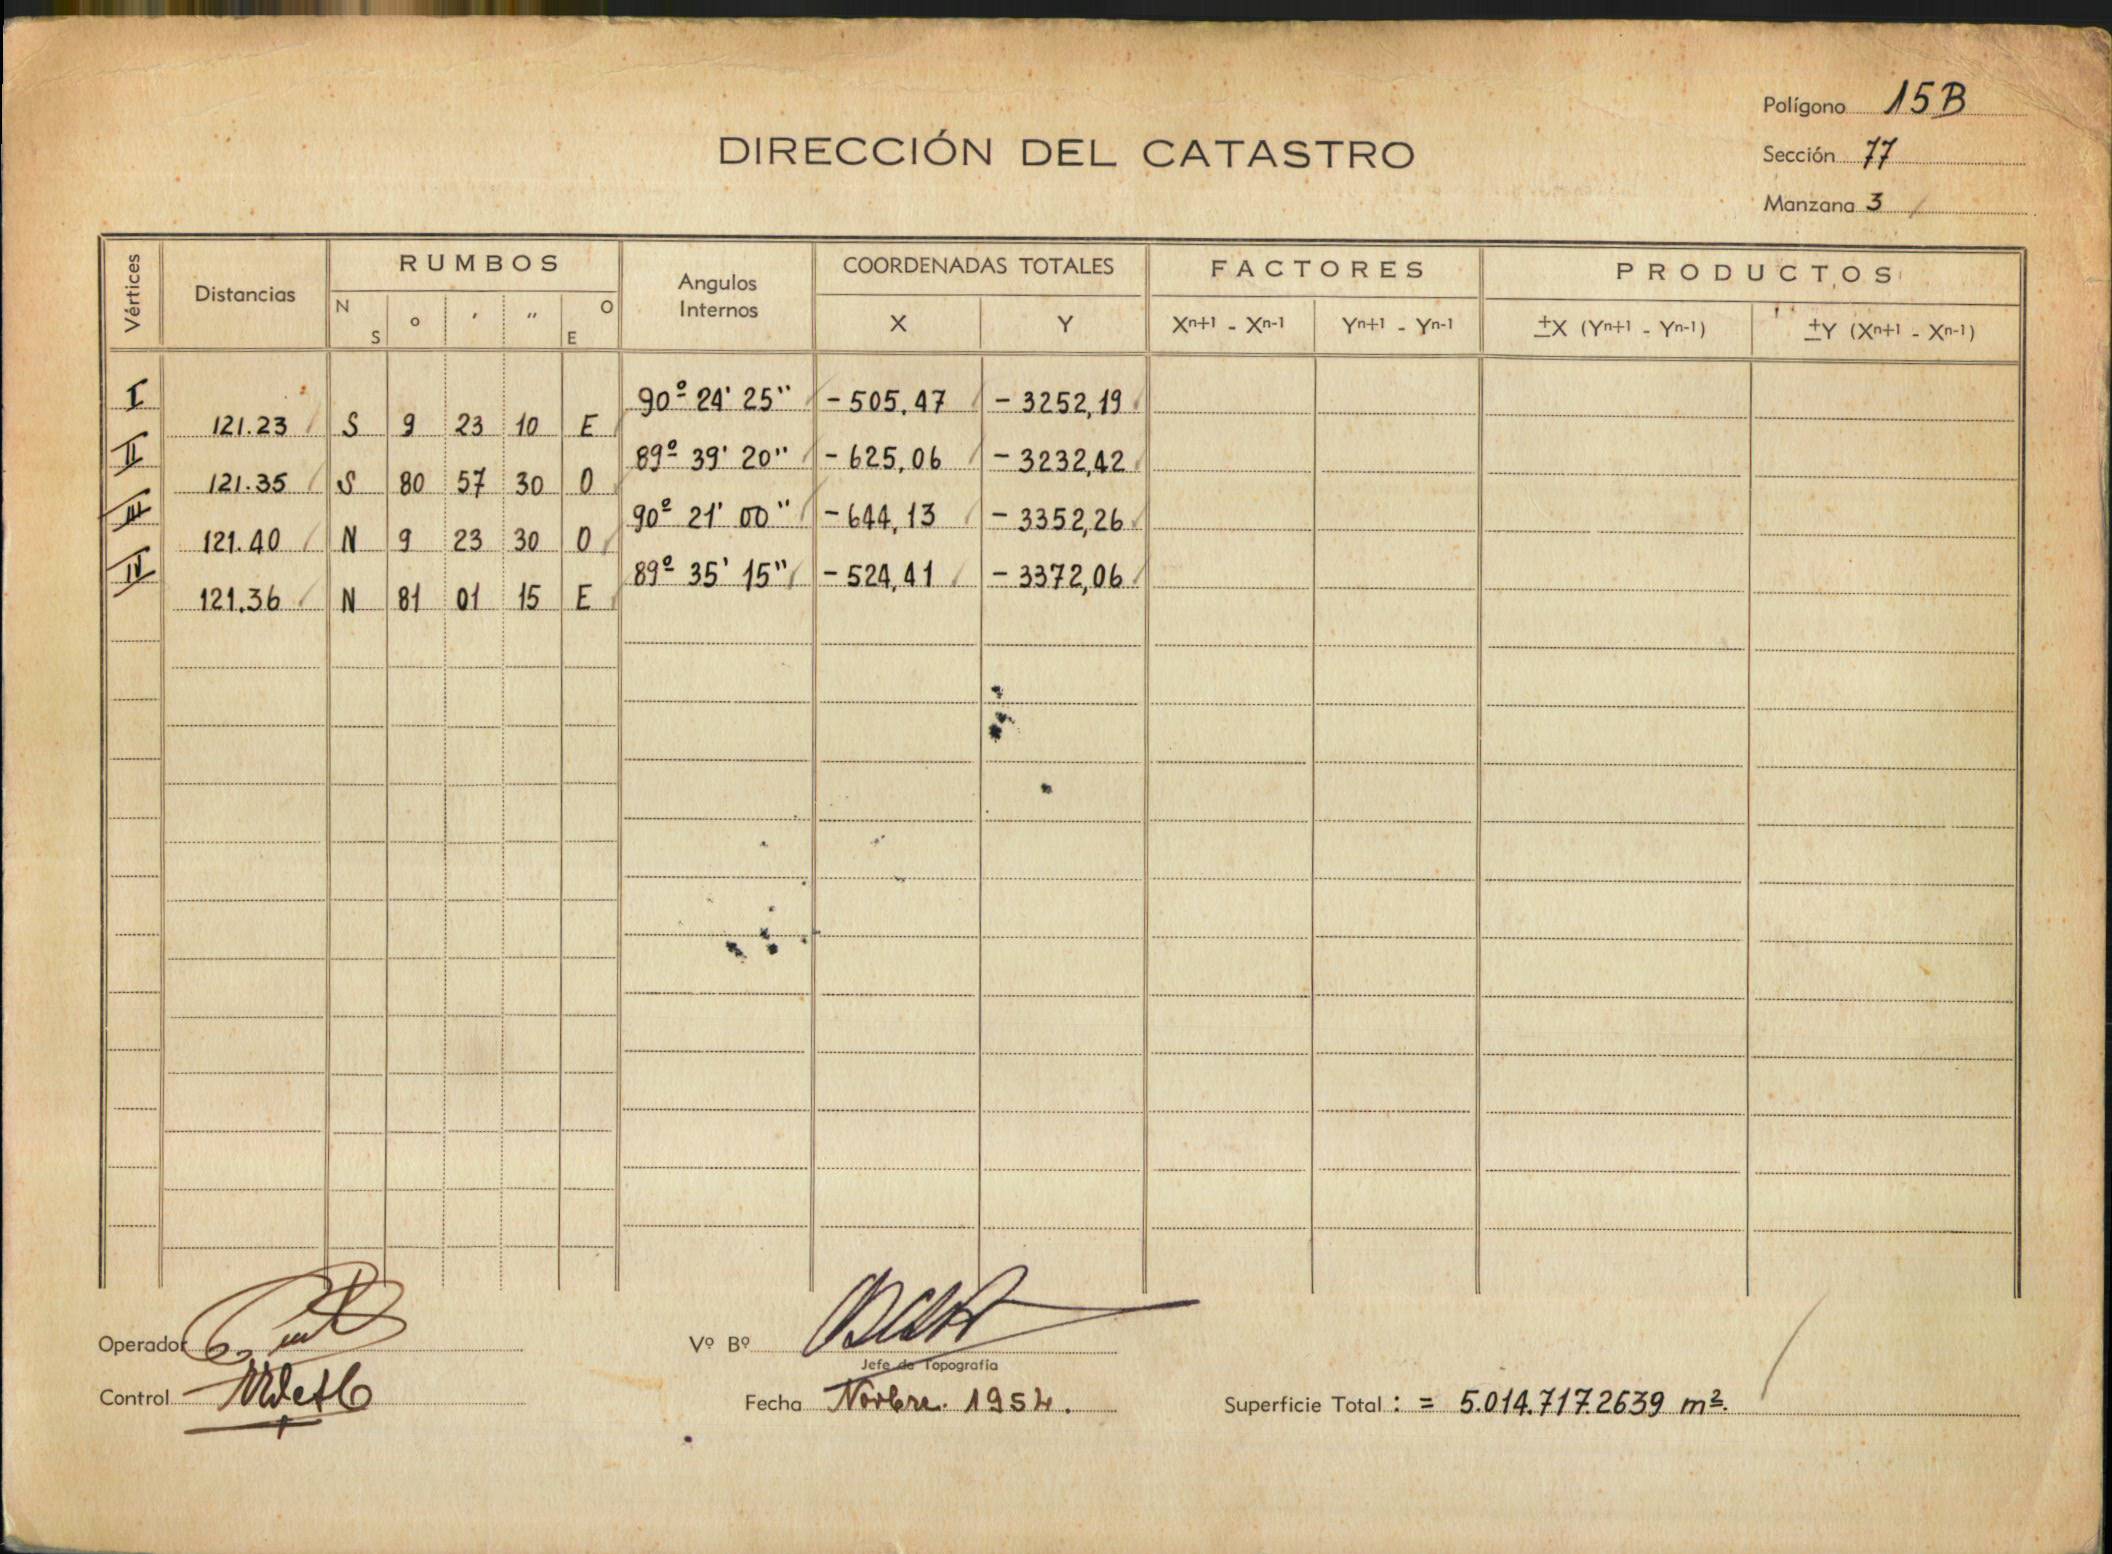 Polígono 15B
DIRECCIÓN DEL CATASTRO
Sección 77
Manzana 3
Vértices Distancias RUMBOS Angulos Internos COORDENADAS TOTALES FACTORES PRODUCTOS
N S ° ' " O E X Y Xn+1 - Xn-1 Yn+1 - Yn-1 ±X (Yn+1 - Yn-1) ±Y (Xn+1 - Xn-1)
I 90º 24' 25" - 505,47 - 3252,19
121.23 S 9 23 10 E
II 89º 39' 20" - 625,06 - 3232,42
121.35 S 80 57 30 O
III 90º 21' 00" - 644,13 - 3352,26
121.40 N 9 23 30 O
IV 89º 35' 15" - 524,41 - 3372,06
121.36 N 81 01 15 E
Operador
Vº Bº
Jefe de Topografía
Control
Fecha Novbre. 1954.
Superficie Total : = 5.014.717.2639 m².